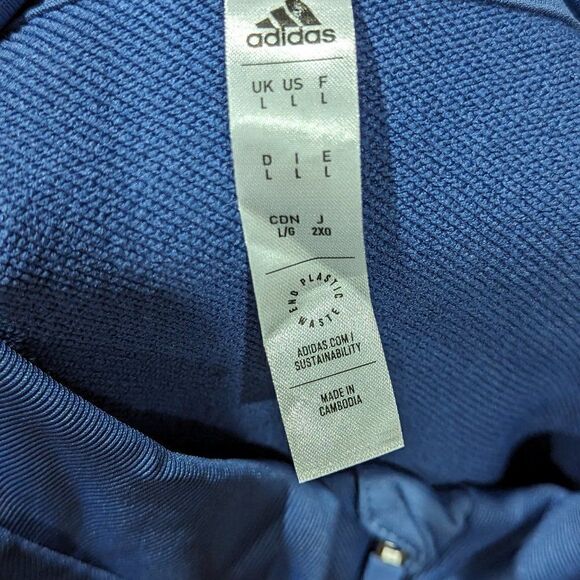 adidas
UK US F
L L L
D I E
L L L
CDN J
L/G 2XO
END PLASTIC WASTE
ADIDAS.COM/
SUSTAINABILITY
MADE IN
CAMBODIA